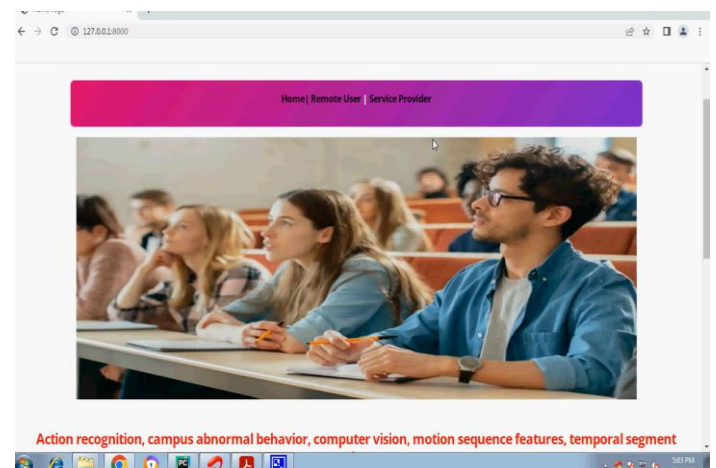 127.0.0.1:8000
Home| Remote User | Service Provider
Action recognition, campus abnormal behavior, computer vision, motion sequence features, temporal segment